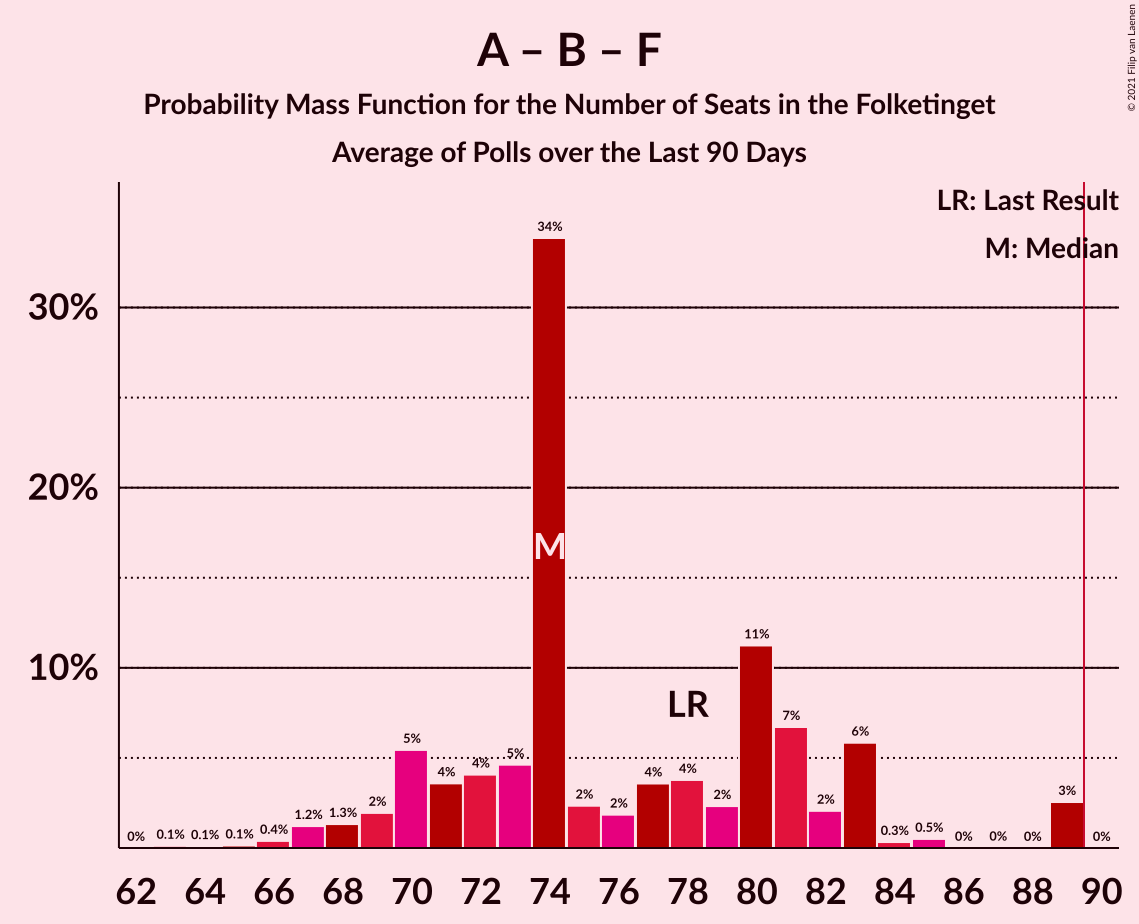 A – B – F
Probability Mass Function for the Number of Seats in the Folketinget
Average of Polls over the Last 90 Days
© 2021 Filip van Laenen
LR: Last Result
M: Median
30%
20%
10%
0% 0.1% 0.1% 0.1% 0.4% 1.2% 1.3% 2% 5% 4% 4% 5% 34% 2% 2% 4% 4% 2% 11% 7% 2% 6% 0.3% 0.5% 0% 0% 0% 3% 0%
M
LR
62 64 66 68 70 72 74 76 78 80 82 84 86 88 90